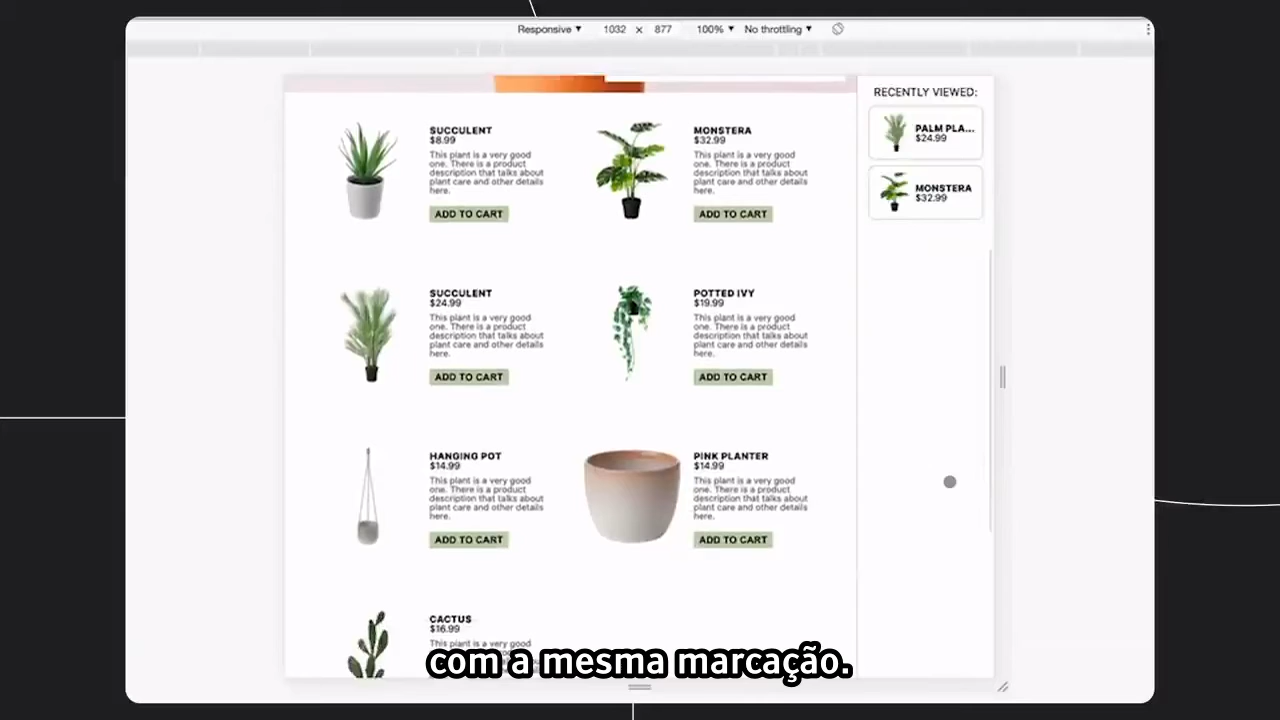 Responsive 1032 × 877 100% No throttling
RECENTLY VIEWED:
PALM PLA...
$24.99
MONSTERA
$32.99
SUCCULENT
$8.99
This plant is a very good
one. There is a product
description that talks about
plant care and other details
here.
ADD TO CART
MONSTERA
$32.99
This plant is a very good
one. There is a product
description that talks about
plant care and other details
here.
ADD TO CART
SUCCULENT
$24.99
This plant is a very good
one. There is a product
description that talks about
plant care and other details
here.
ADD TO CART
POTTED IVY
$19.99
This plant is a very good
one. There is a product
description that talks about
plant care and other details
here.
ADD TO CART
HANGING POT
$14.99
This plant is a very good
one. There is a product
description that talks about
plant care and other details
here.
ADD TO CART
PINK PLANTER
$14.99
This plant is a very good
one. There is a product
description that talks about
plant care and other details
here.
ADD TO CART
CACTUS
$16.99
This plant is a very good
com a mesma marcação.